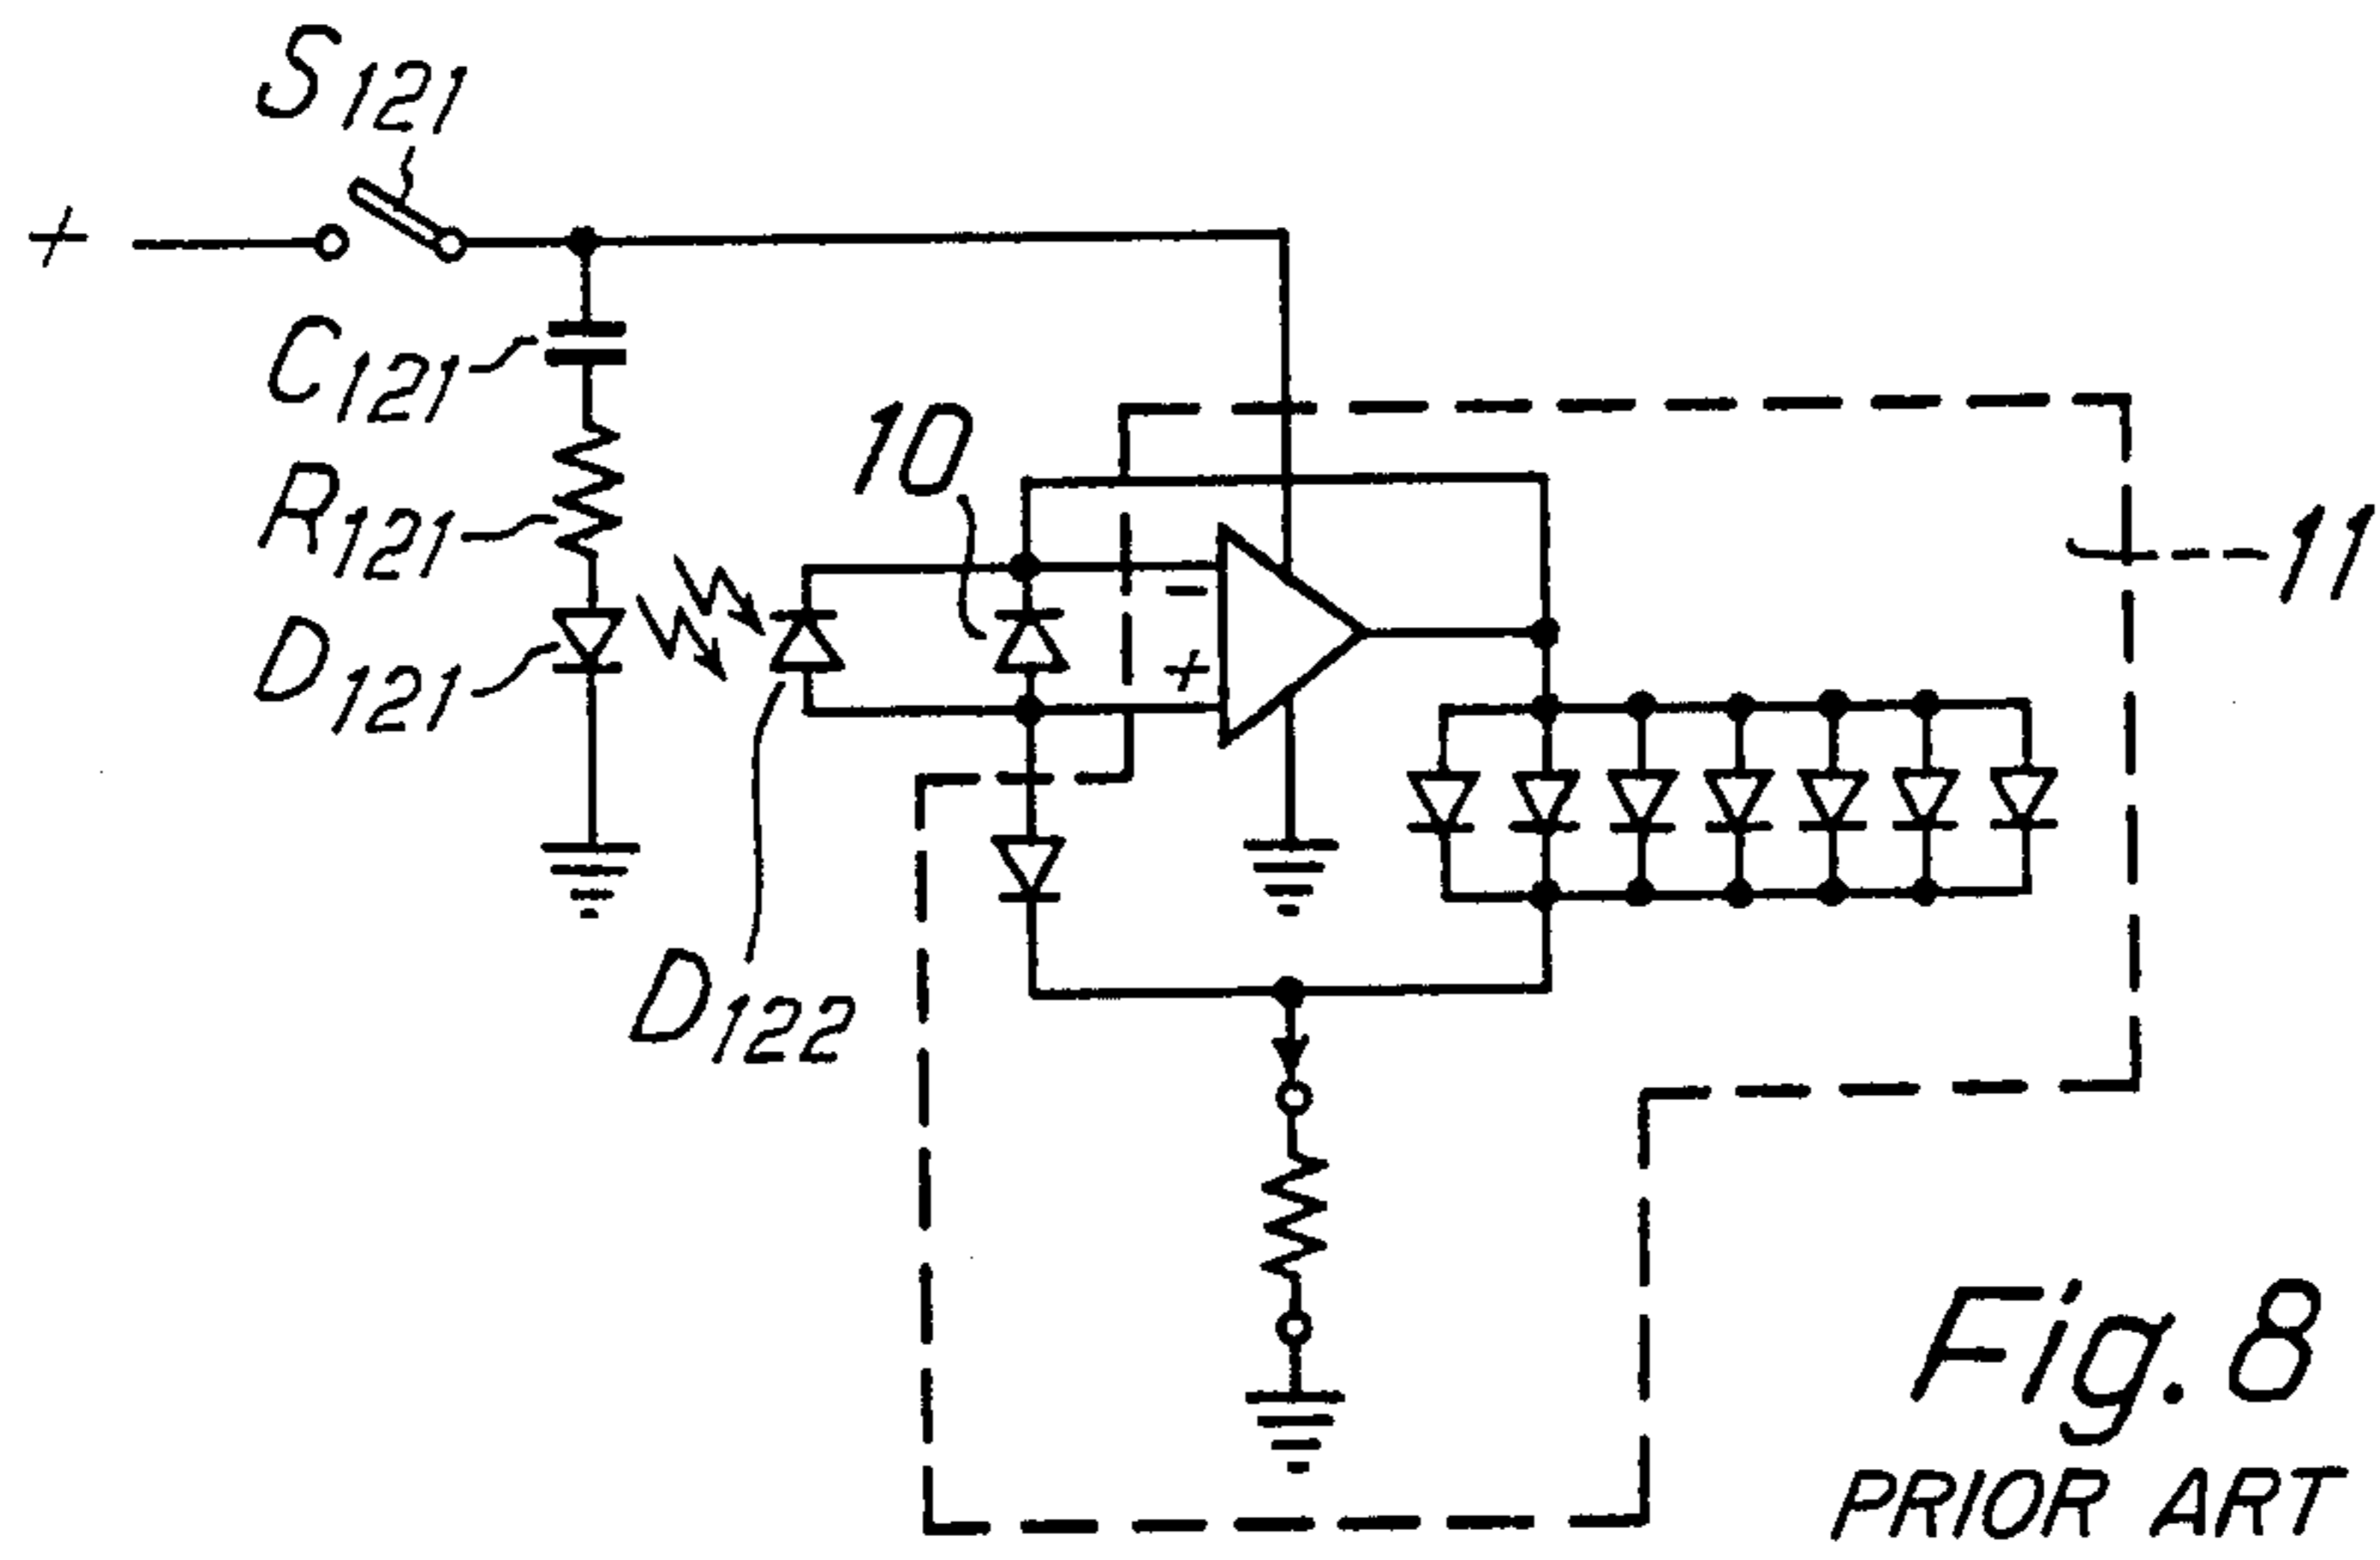 S121
+
C121
10
R121
11
−
D121
+
D122
Fig. 8
PRIOR ART